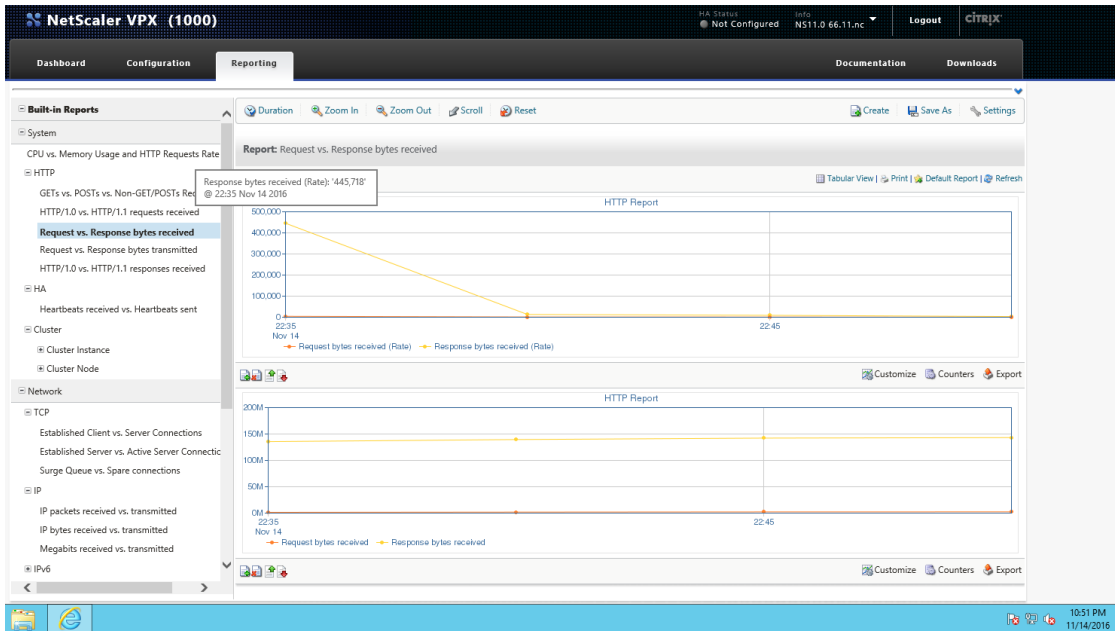 NetScaler VPX (1000)
HA Status
Not Configured
Info
NS11.0 66.11.nc
Logout
CİTRIX
Dashboard
Configuration
Reporting
Documentation
Downloads
Built-in Reports
System
CPU vs. Memory Usage and HTTP Requests Rate
HTTP
GETs vs. POSTs vs. Non-GET/POSTs Re
HTTP/1.0 vs. HTTP/1.1 requests received
Request vs. Response bytes received
Request vs. Response bytes transmitted
HTTP/1.0 vs. HTTP/1.1 responses received
HA
Heartbeats received vs. Heartbeats sent
Cluster
Cluster Instance
Cluster Node
Network
TCP
Established Client vs. Server Connections
Established Server vs. Active Server Connectic
Surge Queue vs. Spare connections
IP
IP packets received vs. transmitted
IP bytes received vs. transmitted
Megabits received vs. transmitted
IPv6
Duration
Zoom In
Zoom Out
Scroll
Reset
Create
Save As
Settings
Report: Request vs. Response bytes received
Response bytes received (Rate): '445,718'
@ 22:35 Nov 14 2016
Tabular View | Print | Default Report | Refresh
HTTP Report
500,000
400,000
300,000
200,000
100,000
0
22:35
Nov 14
22:45
Request bytes received (Rate)
Response bytes received (Rate)
Customize
Counters
Export
HTTP Report
200M
150M
100M
50M
0M
22:35
Nov 14
22:45
Request bytes received
Response bytes received
Customize
Counters
Export
10:51 PM
11/14/2016